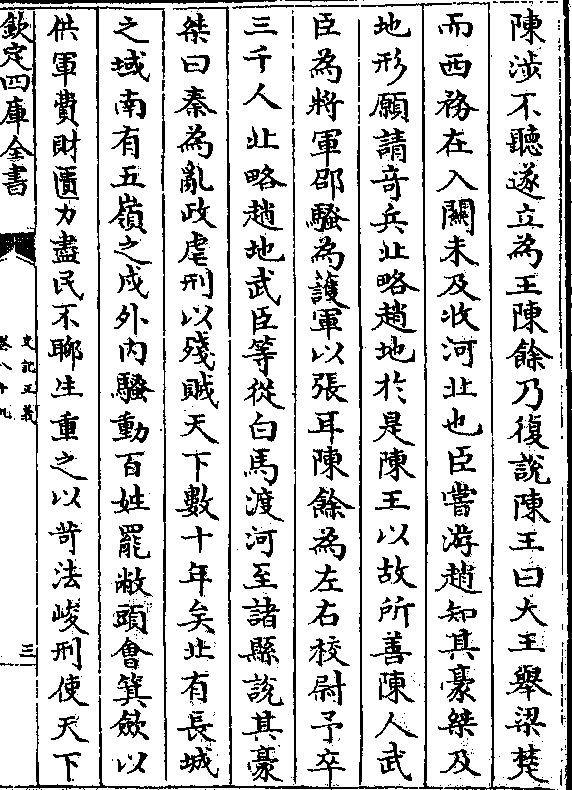 陳涉不聽遂立為王陳餘乃復說陳王曰大王舉梁楚
而西務在入關未及收河北也臣嘗游趙知其豪桀及
地形願請奇兵北略趙地於是陳王以故所善陳人武
臣為將軍邵騷為護軍以張耳陳餘為左右校尉予卒
三千人北略趙地武臣等從白馬渡河至諸縣說其豪
桀曰秦為亂政虐刑以殘賊天下數十年矣北有長城
之域南有五嶺之戍外內騷動百姓罷敝頭會箕斂以
供軍費財匱力盡民不聊生重之以苛法峻刑使天下
欽定四庫全書
史記正義
卷八十九
三